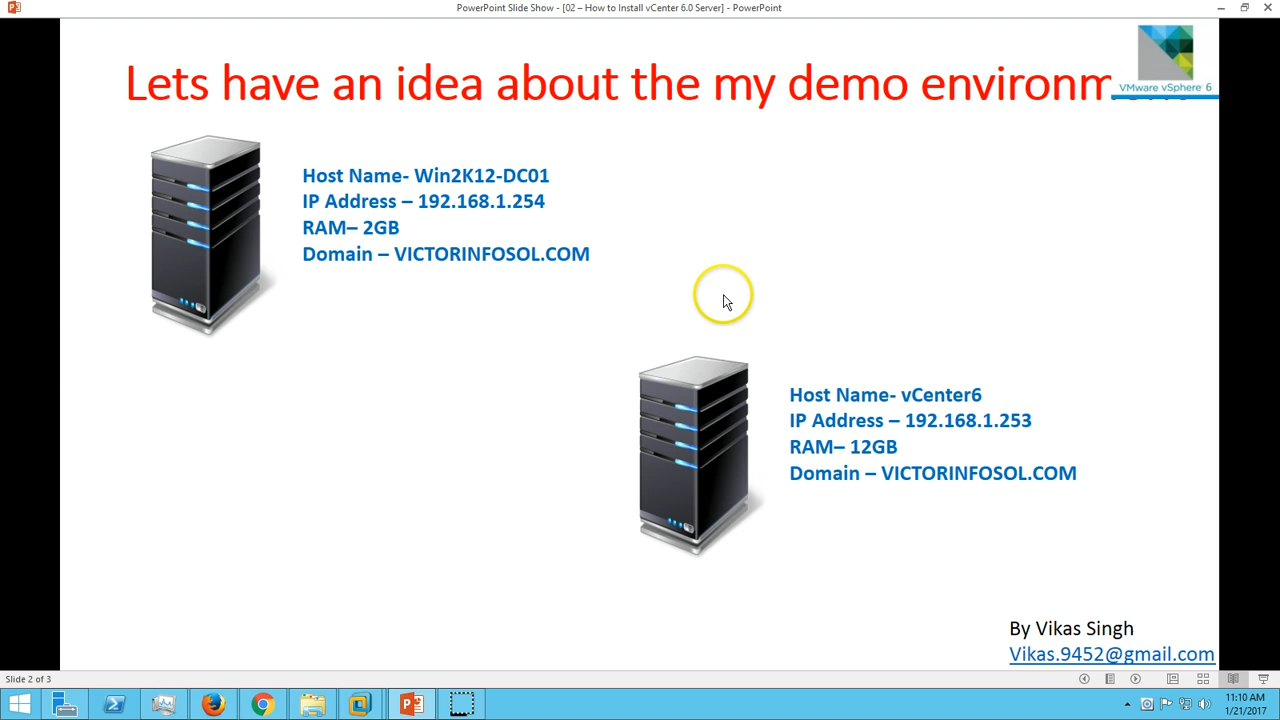 PowerPoint Slide Show - [02 – How to Install vCenter 6.0 Server] - PowerPoint
Lets have an idea about the my demo
VMware vSphere 6
Host Name- Win2K12-DC01
IP Address – 192.168.1.254
RAM– 2GB
Domain – VICTORINFOSOL.COM
Host Name- vCenter6
IP Address – 192.168.1.253
RAM– 12GB
Domain – VICTORINFOSOL.COM
By Vikas Singh
Vikas.9452@gmail.com
Slide 2 of 3
11:10 AM
1/21/2017